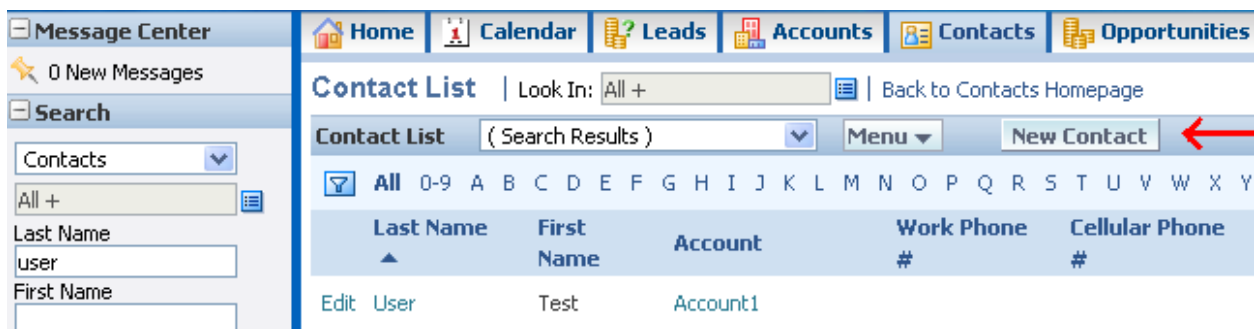 Message Center
0 New Messages
Search
Contacts
All +
Last Name
user
First Name
Home 1 Calendar Leads Accounts Contacts Opportunities
Contact List | Look In: All + | Back to Contacts Homepage
Contact List ( Search Results ) Menu New Contact
All 0-9 A B C D E F G H I J K L M N O P Q R S T U V W X Y
Last Name First Name Account Work Phone # Cellular Phone #
Edit User Test Account1